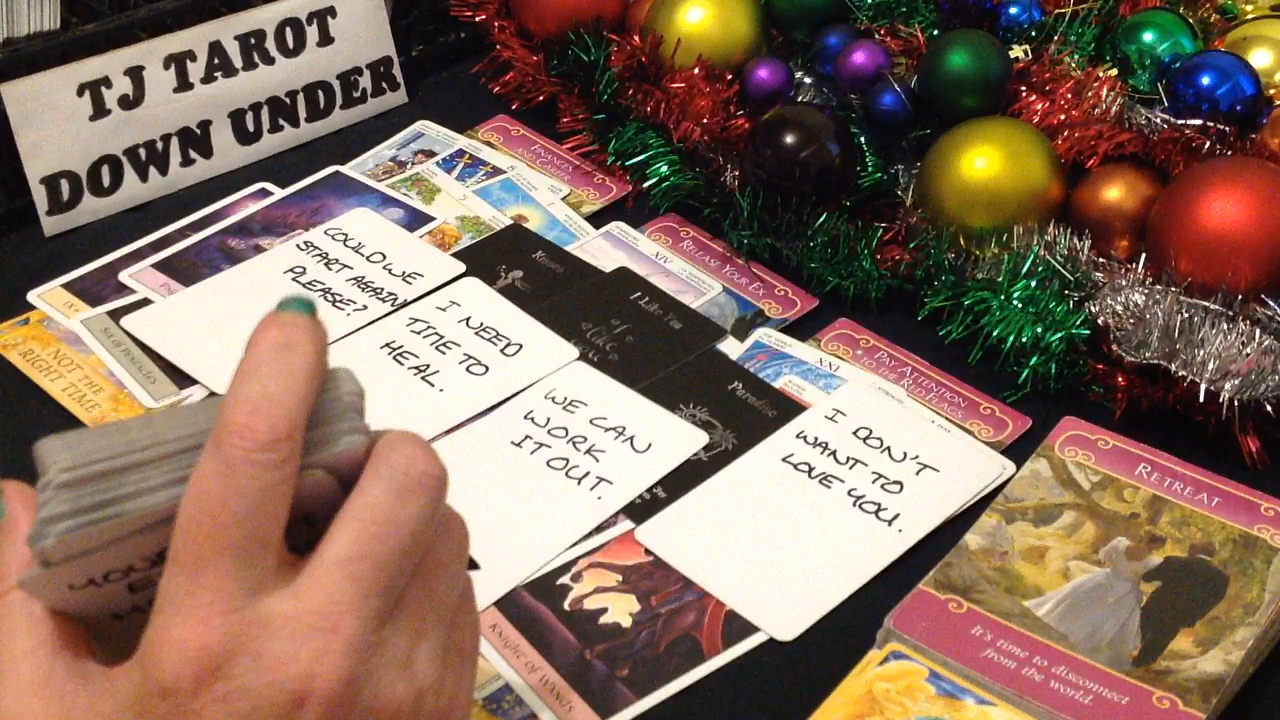 TJ TAROT
DOWN UNDER
FINANCES
AND CAREER
RELEASE YOUR EX
XIV
PAY ATTENTION
TO THE RED FLAGS
XXI
COULD WE
START AGAIN
PLEASE?
I NEED
TIME TO
HEAL.
WE CAN
WORK
IT OUT.
I DON'T
WANT TO
LOVE YOU.
I Like You
Paradise
IX
SIX OF PENTACLES
NOT THE
RIGHT TIME
KNIGHT OF WANDS
RETREAT
It's time to disconnect
from the world.